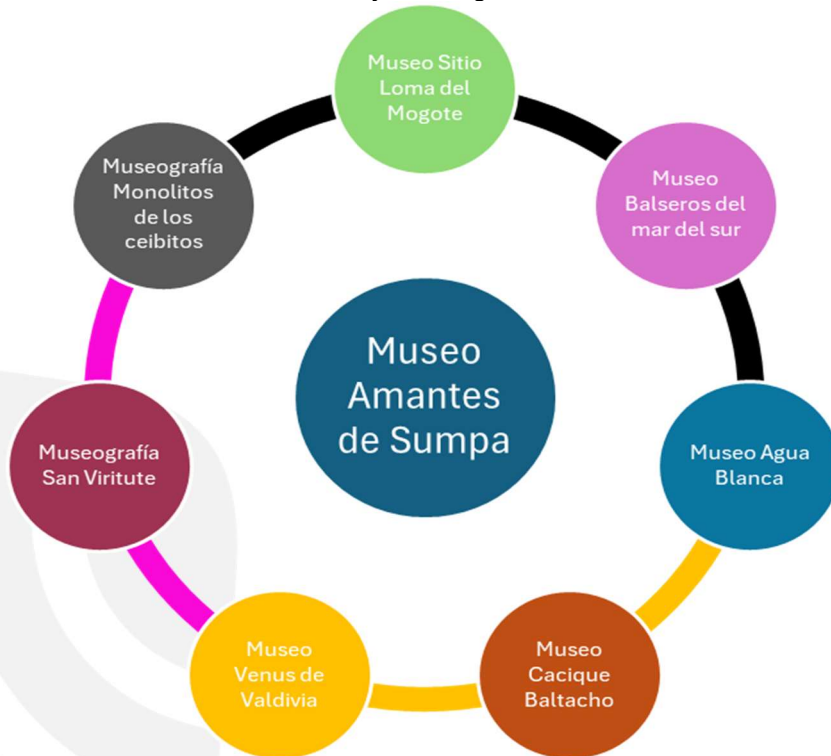 Museo Sitio
Loma del
Mogote
Museo
Balseros del
mar del sur
Museo Agua
Blanca
Museo
Cacique
Baltacho
Museo
Venus de
Valdivia
Museografía
San Viritute
Museografía
Monolitos
de los
ceibitos
Museo
Amantes
de Sumpa